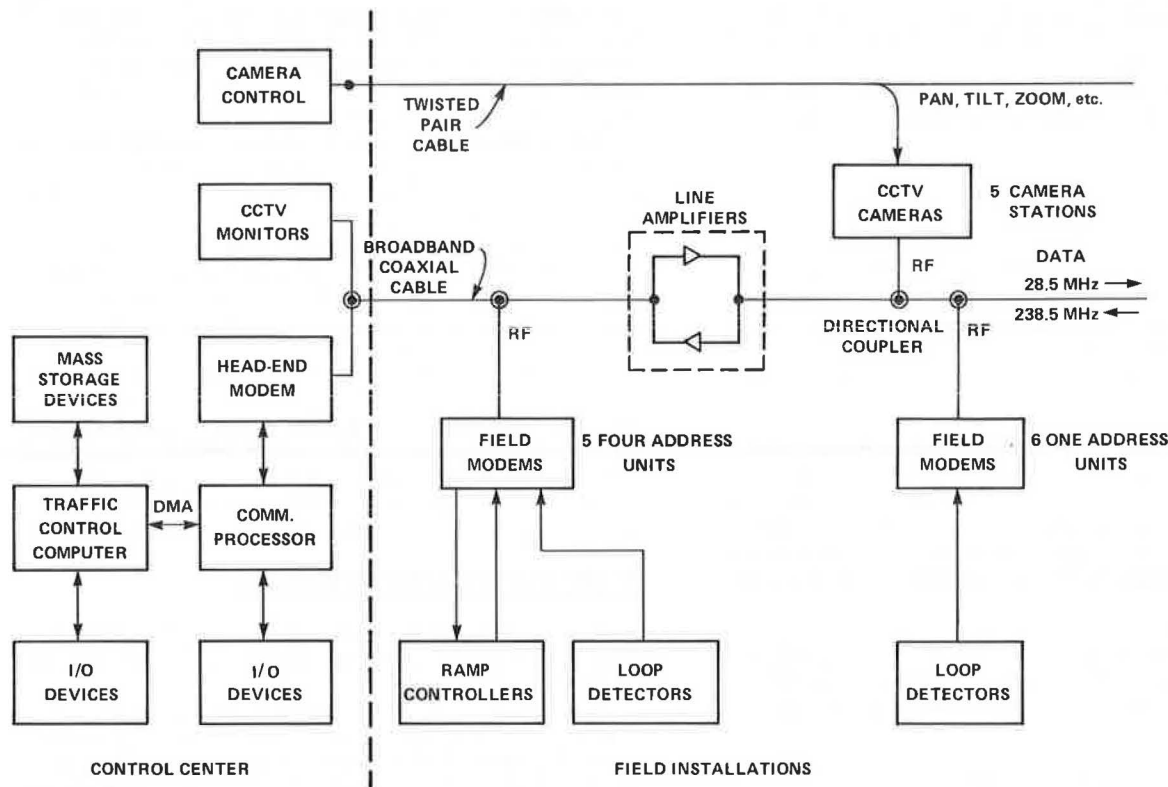 CAMERA
CONTROL
TWISTED
PAIR
CABLE
PAN, TILT, ZOOM, etc.
CCTV
MONITORS
BROADBAND
COAXIAL
CABLE
LINE
AMPLIFIERS
CCTV
CAMERAS
5 CAMERA
STATIONS
RF
DATA
28.5 MHz
238.5 MHz
RF
DIRECTIONAL
COUPLER
RF
MASS
STORAGE
DEVICES
HEAD-END
MODEM
FIELD
MODEMS
5 FOUR ADDRESS
UNITS
FIELD
MODEMS
6 ONE ADDRESS
UNITS
TRAFFIC
CONTROL
COMPUTER
DMA
COMM.
PROCESSOR
I/O
DEVICES
I/O
DEVICES
RAMP
CONTROLLERS
LOOP
DETECTORS
LOOP
DETECTORS
CONTROL CENTER
FIELD INSTALLATIONS